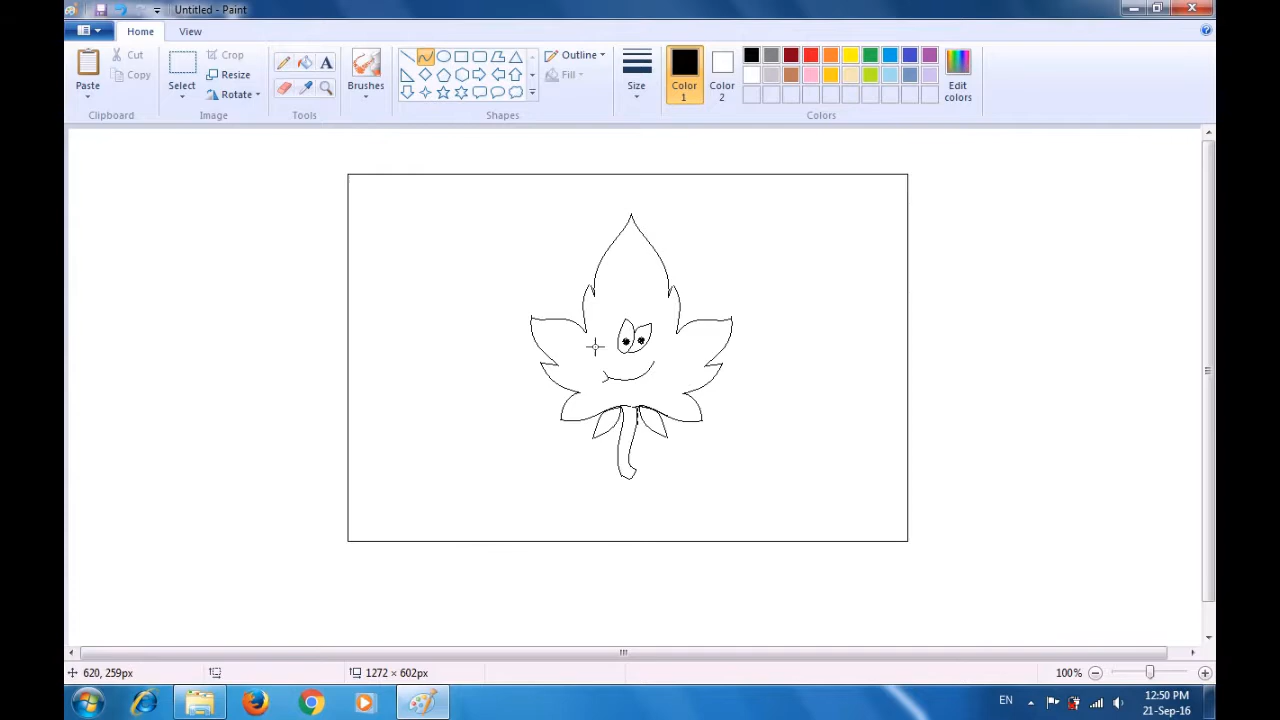 Untitled - Paint
Home View
Paste
Cut
Copy
Clipboard
Select
Crop
Resize
Rotate
Image
A
Tools
Brushes
Outline
Fill
Shapes
Size
Color
1
Color
2
Edit
colors
Colors
620, 259px
1272 × 602px
100%
EN
12:50 PM
21-Sep-16